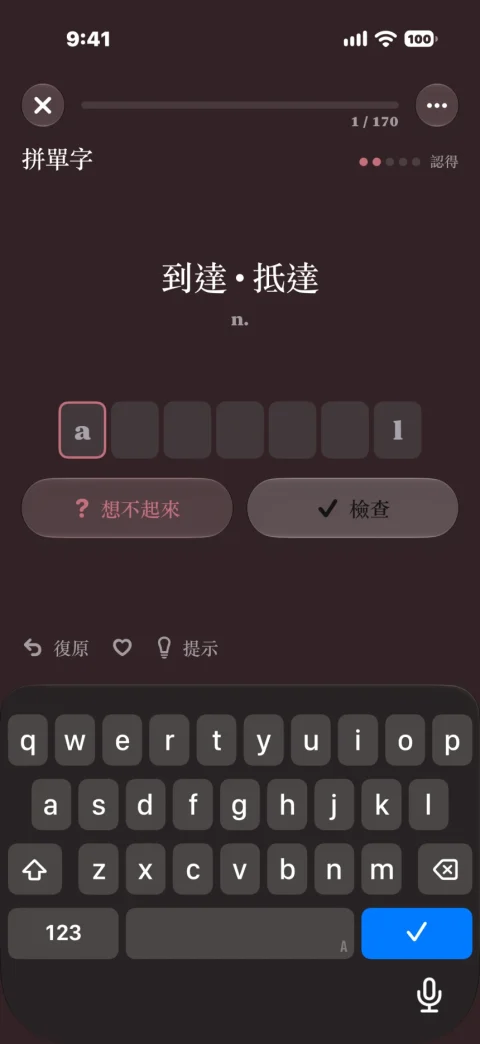 9:41
100
1 / 170
拼單字
認得
到達 • 抵達
n.
a l
? 想不起來
檢查
復原
提示
q w e r t y u i o p
a s d f g h j k l
z x c v b n m
123
A